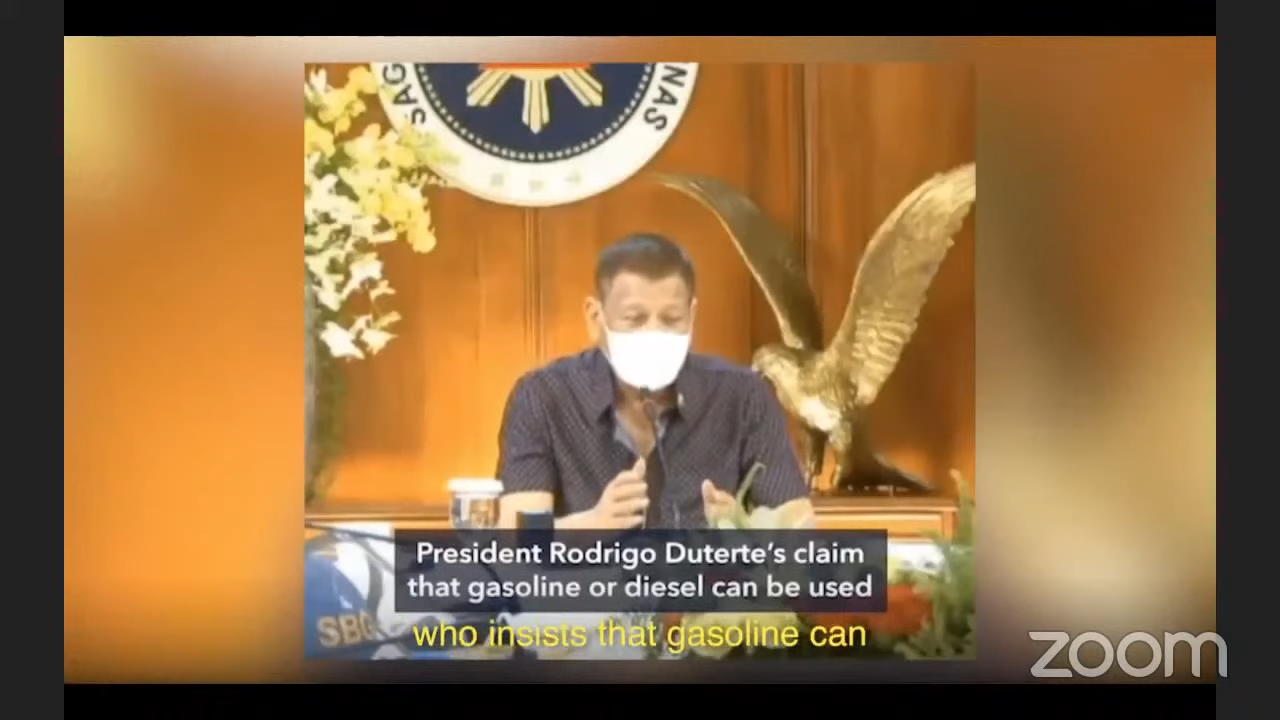 SAG
NAS
President Rodrigo Duterte's claim
that gasoline or diesel can be used
who insists that gasoline can
SBG
zoom